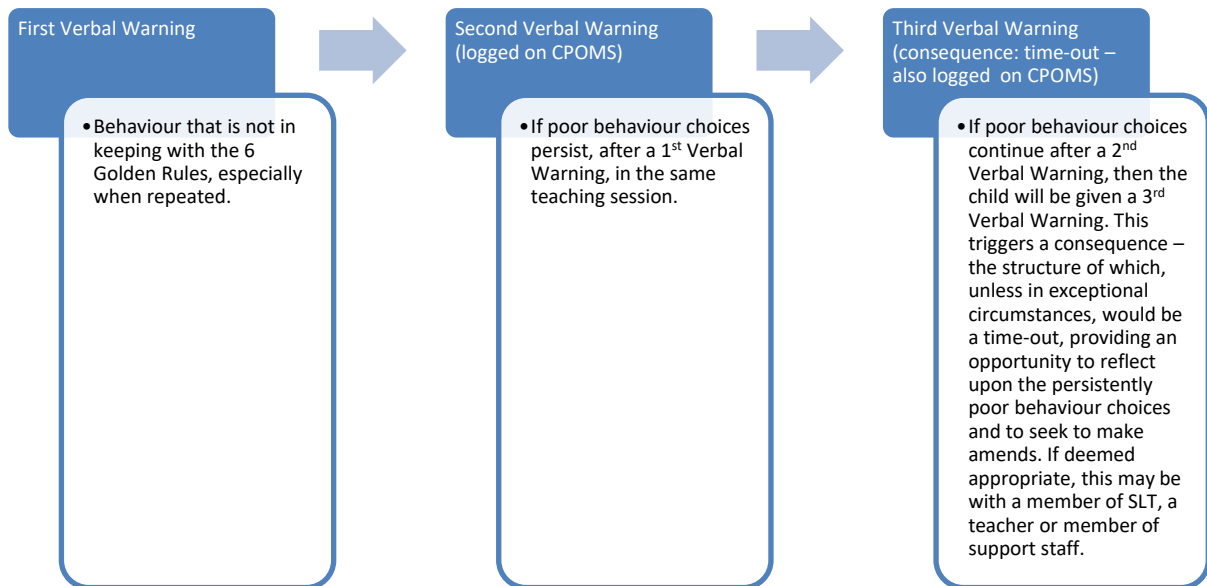 First Verbal Warning
•Behaviour that is not in
keeping with the 6
Golden Rules, especially
when repeated.
Second Verbal Warning
(logged on CPOMS)
•If poor behaviour choices
persist, after a 1st Verbal
Warning, in the same
teaching session.
Third Verbal Warning
(consequence: time-out –
also logged on CPOMS)
•If poor behaviour choices
continue after a 2nd
Verbal Warning, then the
child will be given a 3rd
Verbal Warning. This
triggers a consequence –
the structure of which,
unless in exceptional
circumstances, would be
a time-out, providing an
opportunity to reflect
upon the persistently
poor behaviour choices
and to seek to make
amends. If deemed
appropriate, this may be
with a member of SLT, a
teacher or member of
support staff.